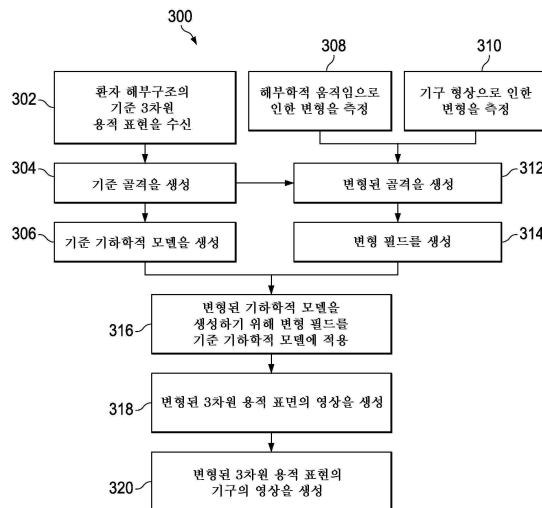 300
308
310
302
환자 해부구조의
기준 3차원
용적 표현을 수신
해부학적 움직임으로
인한 변형을 측정
기구 형상으로 인한
변형을 측정
304
기준 골격을 생성
변형된 골격을 생성
312
306
기준 기하학적 모델을 생성
변형 필드를 생성
314
316
변형된 기하학적 모델을
생성하기 위해 변형 필드를
기준 기하학적 모델에 적용
318
변형된 3차원 용적 표면의 영상을 생성
320
변형된 3차원 용적 표현의
기구의 영상을 생성